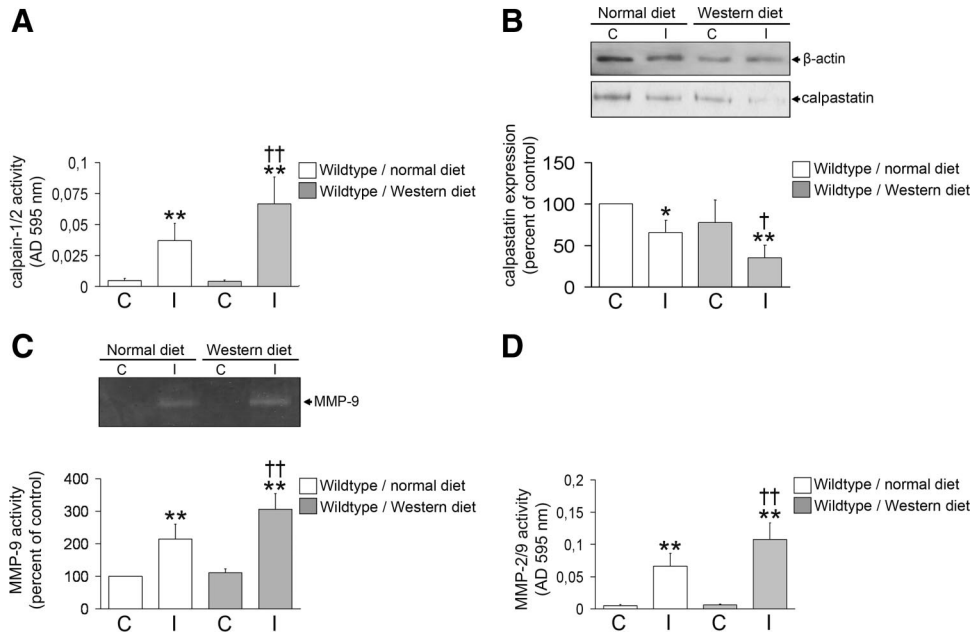 A
calpain-1/2 activity
(AD 595 nm)
0,1
0,075
0,05
0,025
0
**
††
**
C I C I
Wildtype / normal diet
Wildtype / Western diet
B
Normal diet Western diet
C I C I
β-actin
calpastatin
calpastatin expression
(percent of control)
150
100
50
0
*
†
**
C I C I
Wildtype / normal diet
Wildtype / Western diet
C
Normal diet Western diet
C I C I
MMP-9
MMP-9 activity
(percent of control)
400
300
200
100
0
**
††
**
C I C I
Wildtype / normal diet
Wildtype / Western diet
D
MMP-2/9 activity
(AD 595 nm)
0,2
0,15
0,1
0,05
0
**
††
**
C I C I
Wildtype / normal diet
Wildtype / Western diet